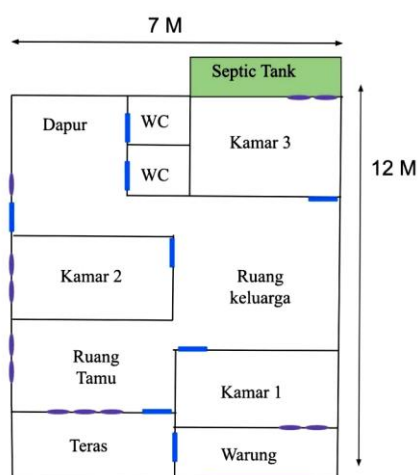 7 M
Septic Tank
Dapur
WC
Kamar 3
WC
12 M
Kamar 2
Ruang
keluarga
Ruang
Tamu
Kamar 1
Teras
Warung